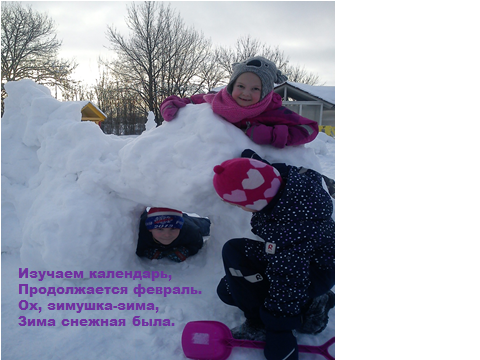 Изучаем календарь,
Продолжается февраль.
Ох, зимушка-зима,
Зима снежная была.